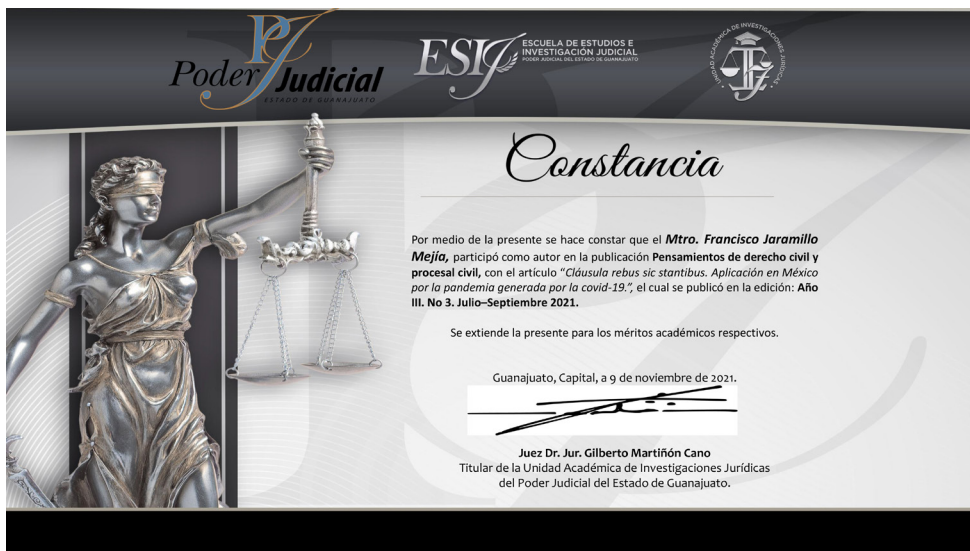 Poder Judicial
ESTADO DE GUANAJUATO
ESIJ
ESCUELA DE ESTUDIOS E
INVESTIGACIÓN JUDICIAL
PODER JUDICIAL DEL ESTADO DE GUANAJUATO
UNIDAD ACADÉMICA DE INVESTIGACIONES JURÍDICAS
Constancia
Por medio de la presente se hace constar que el Mtro. Francisco Jaramillo
Mejía, participó como autor en la publicación Pensamientos de derecho civil y
procesal civil, con el artículo “Cláusula rebus sic stantibus. Aplicación en México
por la pandemia generada por la covid-19.”, el cual se publicó en la edición: Año
III. No 3. Julio–Septiembre 2021.
Se extiende la presente para los méritos académicos respectivos.
Guanajuato, Capital, a 9 de noviembre de 2021.
Juez Dr. Jur. Gilberto Martiñón Cano
Titular de la Unidad Académica de Investigaciones Jurídicas
del Poder Judicial del Estado de Guanajuato.